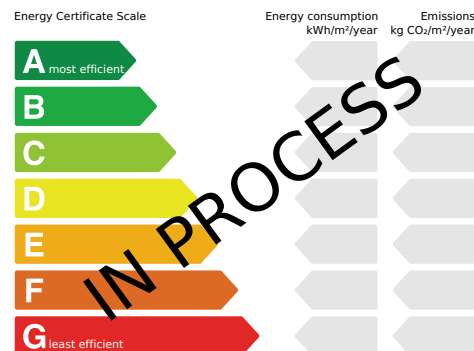 Energy Certificate Scale
Energy consumption
kWh/m²/year
Emissions
kg CO₂/m²/year
A most efficient
B
C
D
E
F
G least efficient
IN PROCESS